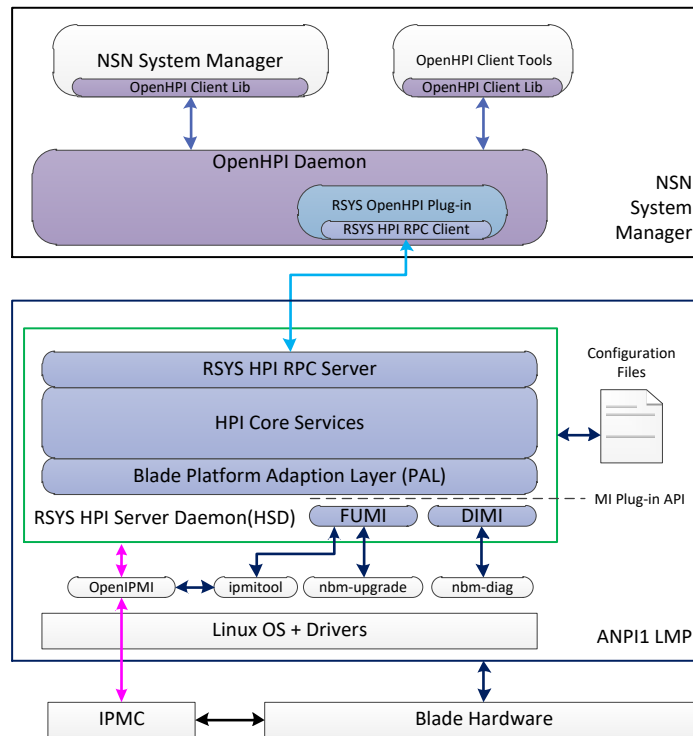 NSN System Manager
OpenHPI Client Lib
OpenHPI Client Tools
OpenHPI Client Lib
OpenHPI Daemon
RSYS OpenHPI Plug-in
RSYS HPI RPC Client
NSN
System
Manager
RSYS HPI RPC Server
HPI Core Services
Blade Platform Adaption Layer (PAL)
Configuration
Files
MI Plug-in API
RSYS HPI Server Daemon(HSD)
FUMI
DIMI
OpenIPMI
ipmitool
nbm-upgrade
nbm-diag
Linux OS + Drivers
ANPI1 LMP
IPMC
Blade Hardware